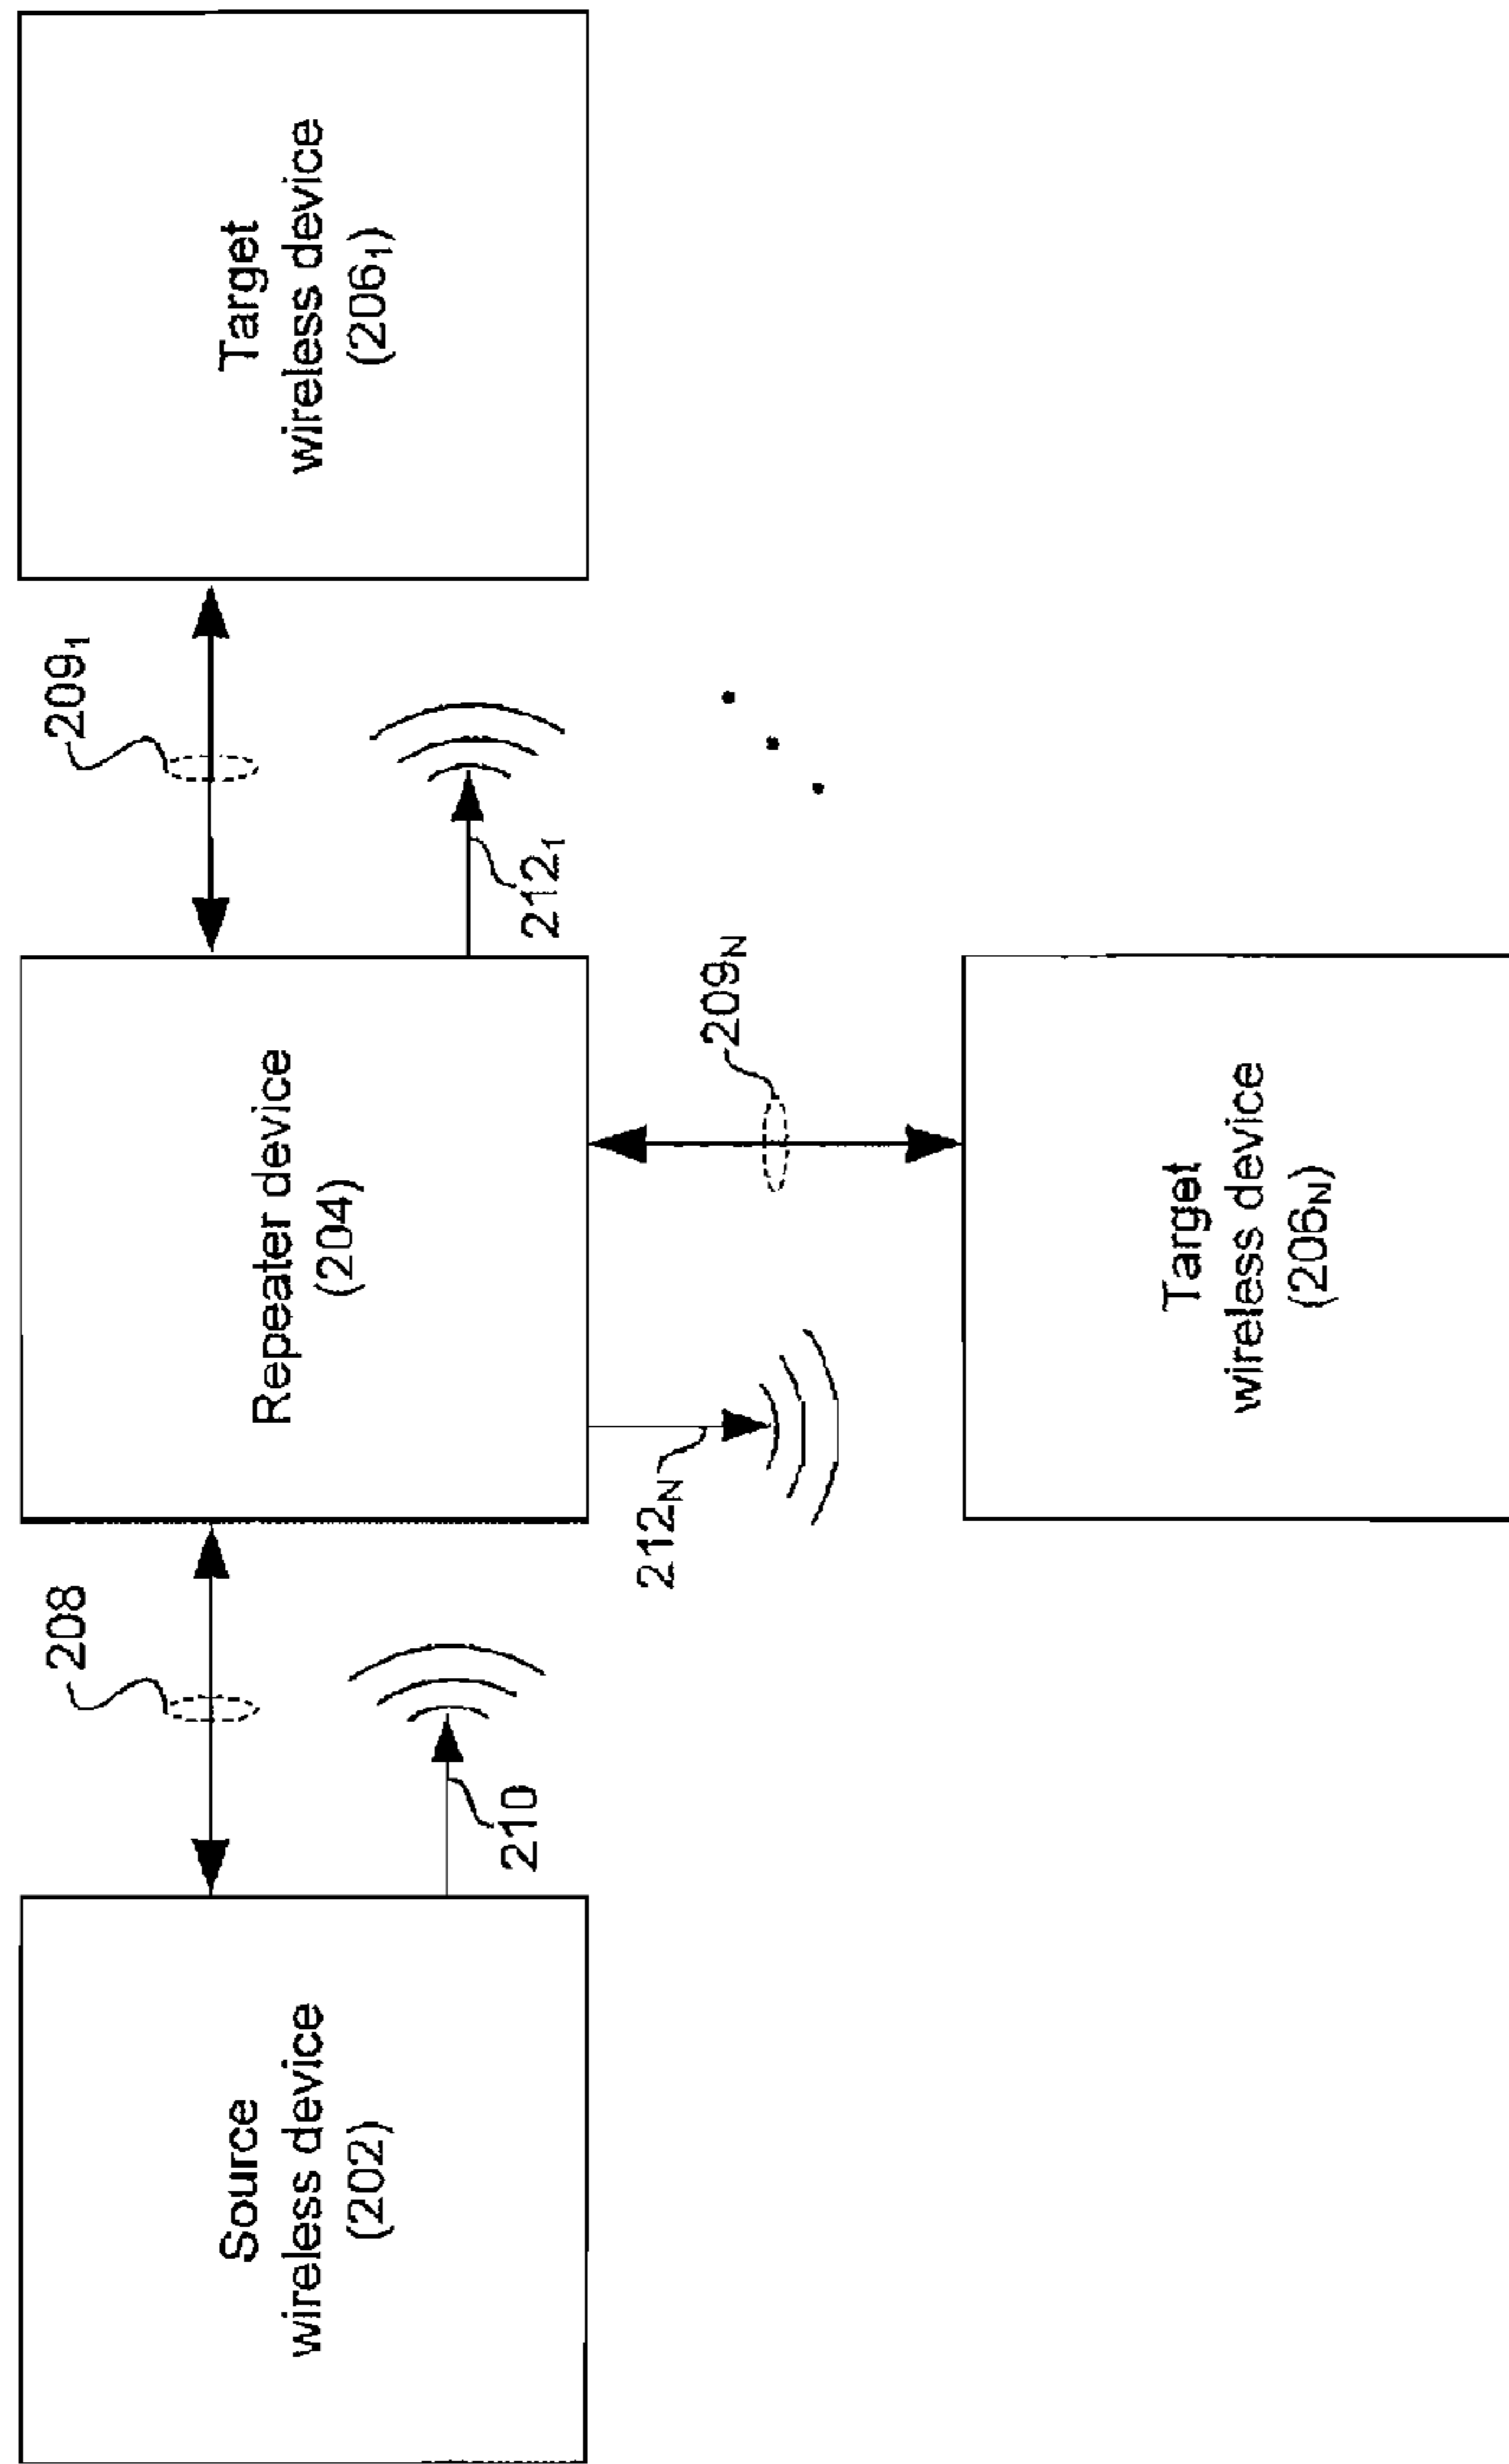 Source
wireless device
(202)
208
210
Repeater device
(204)
209₁
212₁
Target
wireless device
(206₁)
212ₙ
209ₙ
Target
wireless device
(206ₙ)